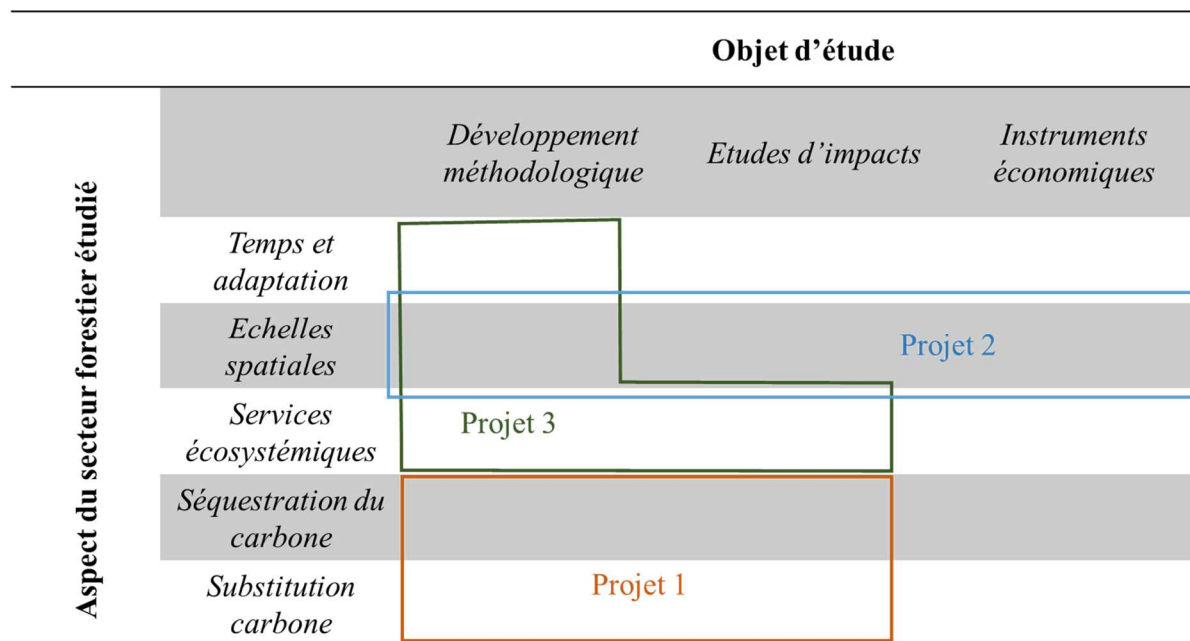 Objet d'étude
Développement
méthodologique
Etudes d'impacts
Instruments
économiques
Aspect du secteur forestier étudié
Temps et
adaptation
Echelles
spatiales
Projet 2
Services
écosystémiques
Projet 3
Séquestration du
carbone
Substitution
carbone
Projet 1